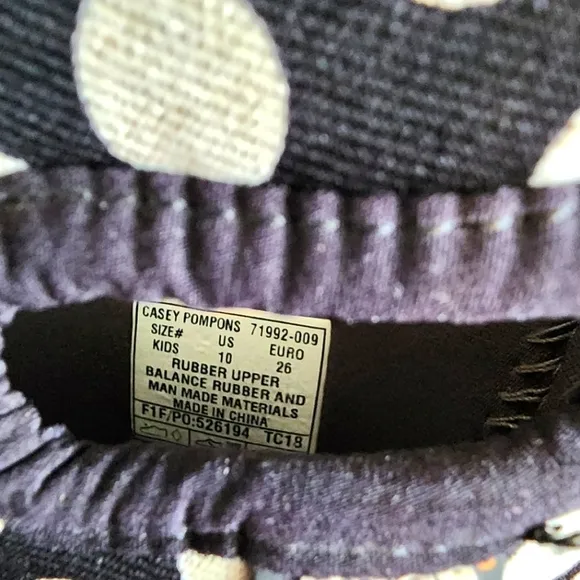 CASEY POMPONS 71992-009
SIZE# US EURO
KIDS 10 26
RUBBER UPPER
BALANCE RUBBER AND
MAN MADE MATERIALS
MADE IN CHINA
F1F/PO:526194 TC18